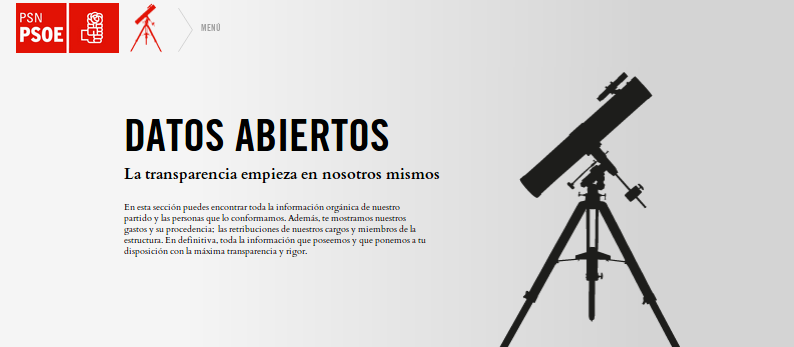 PSN
PSOE
MENÚ
DATOS ABIERTOS
La transparencia empieza en nosotros mismos
En esta sección puedes encontrar toda la información orgánica de nuestro
partido y las personas que lo conformamos. Además, te mostramos nuestros
gastos y su procedencia; las retribuciones de nuestros cargos y miembros de la
estructura. En definitiva, toda la información que poseemos y que ponemos a tu
disposición con la máxima transparencia y rigor.